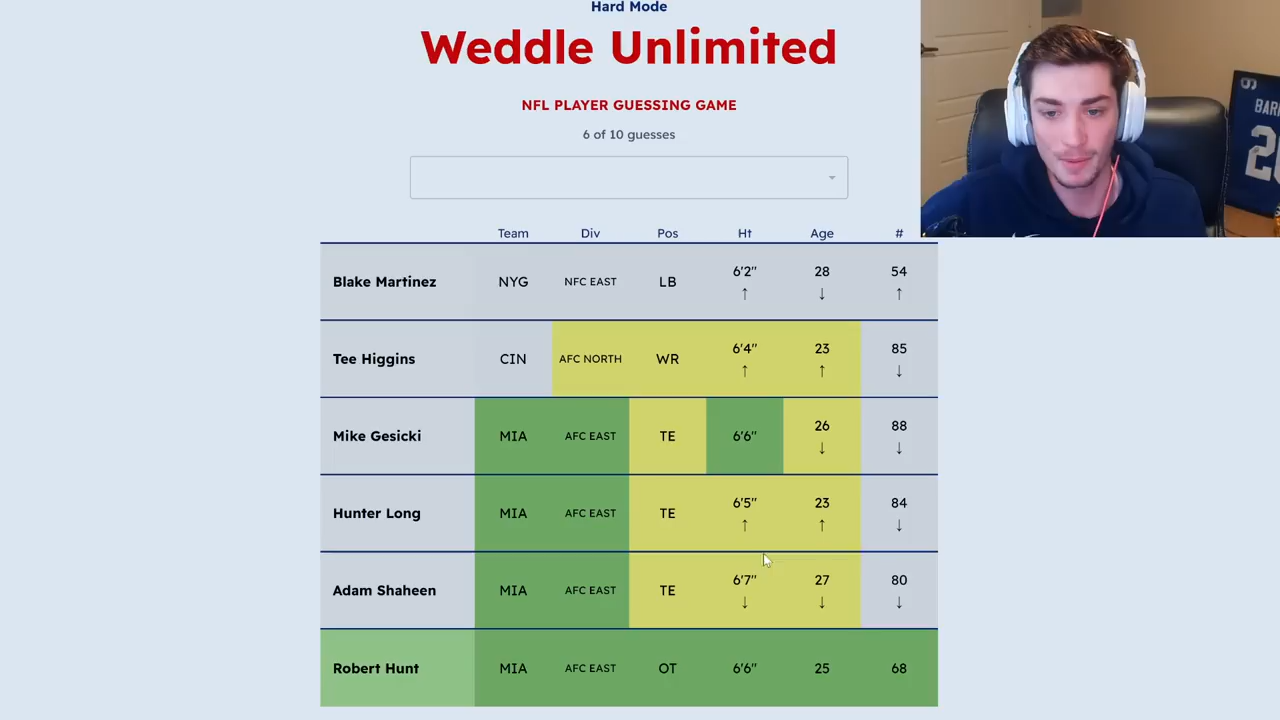 Hard Mode
Weddle Unlimited
NFL PLAYER GUESSING GAME
6 of 10 guesses
Team Div Pos Ht Age #
Blake Martinez NYG NFC EAST LB 6'2" ↑ 28 ↓ 54 ↑
Tee Higgins CIN AFC NORTH WR 6'4" ↑ 23 ↑ 85 ↓
Mike Gesicki MIA AFC EAST TE 6'6" 26 ↓ 88 ↓
Hunter Long MIA AFC EAST TE 6'5" ↑ 23 ↑ 84 ↓
Adam Shaheen MIA AFC EAST TE 6'7" ↓ 27 ↓ 80 ↓
Robert Hunt MIA AFC EAST OT 6'6" 25 68